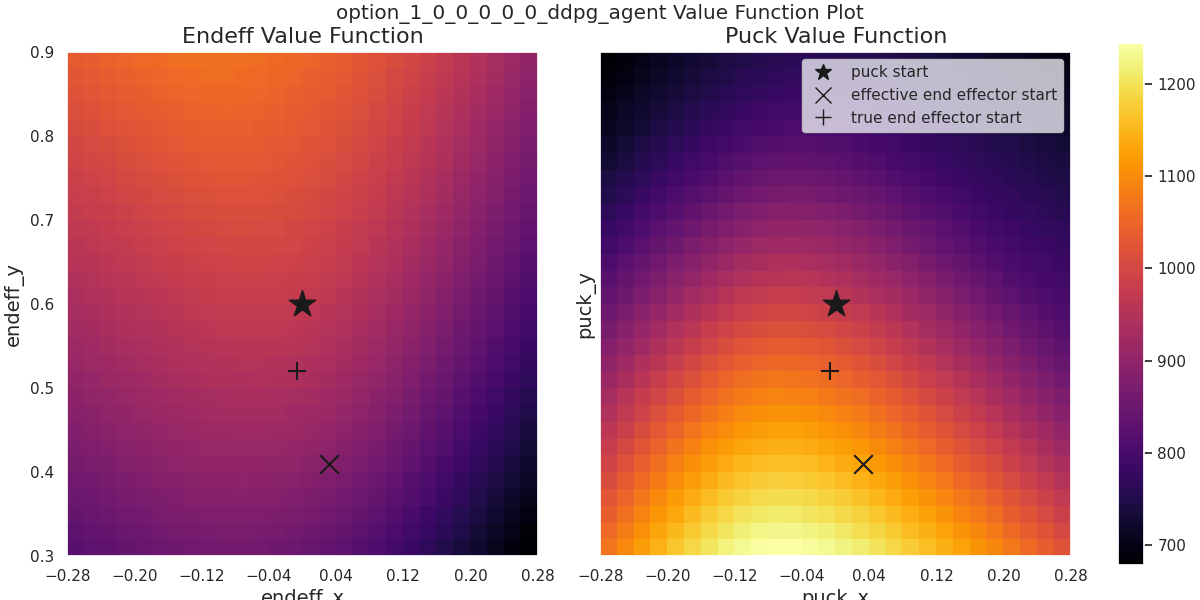 option_1_0_0_0_0_0_ddpg_agent Value Function Plot
Endeff Value Function
Puck Value Function
puck start
effective end effector start
true end effector start
0.9
0.8
0.7
0.6
0.5
0.4
0.3
endeff_y
−0.28 −0.20 −0.12 −0.04 0.04 0.12 0.20 0.28
endeff_x
puck_y
−0.28 −0.20 −0.12 −0.04 0.04 0.12 0.20 0.28
puck_x
1200
1100
1000
900
800
700